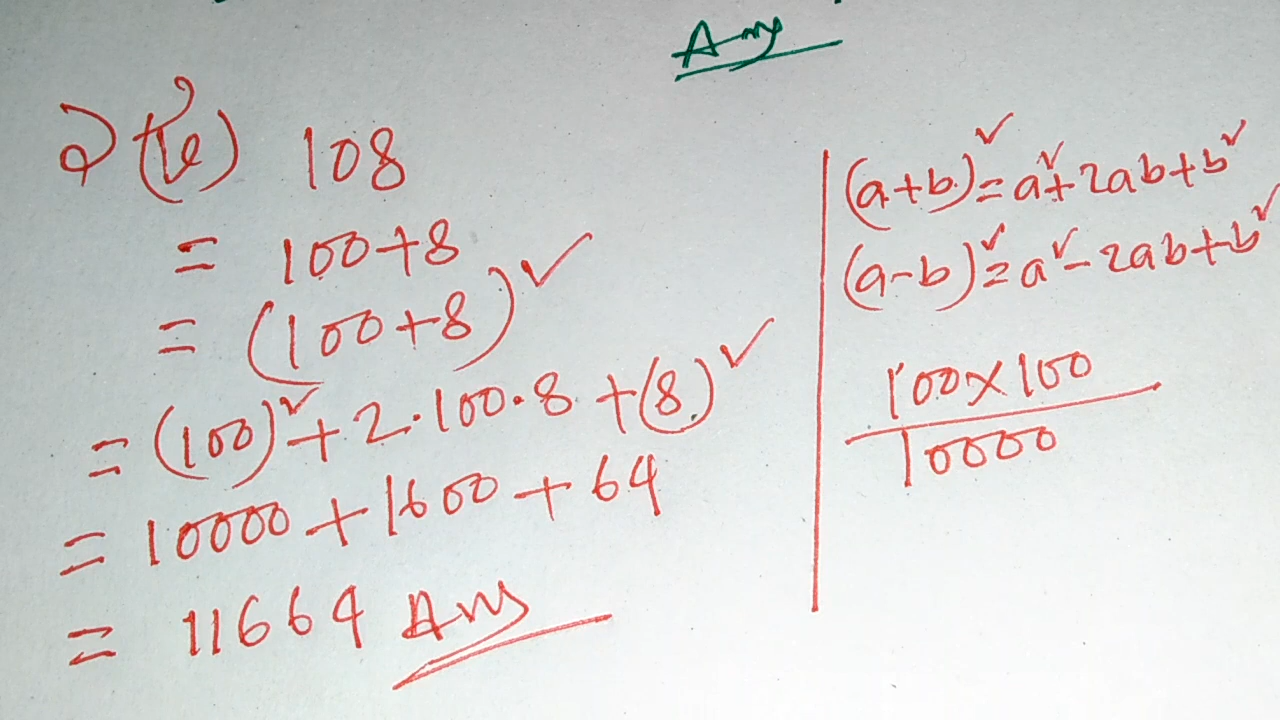 Ans
২(ঙ) 108
= 100+8
= (100+8)²
= (100)² + 2·100·8 + (8)²
= 10000 + 1600 + 64
= 11664 Ans
(a+b)² = a² + 2ab + b²
(a-b)² = a² - 2ab + b²
100×100
10000